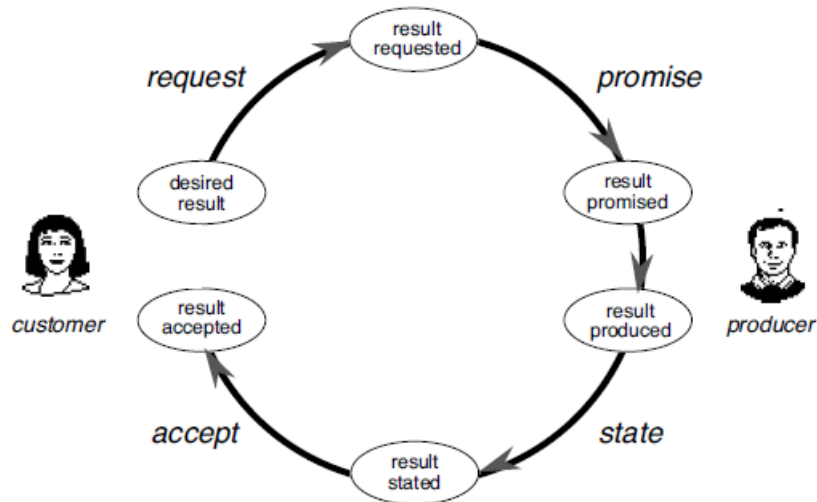 result
requested
request
promise
desired
result
result
promised
customer
result
accepted
result
produced
producer
accept
state
result
stated